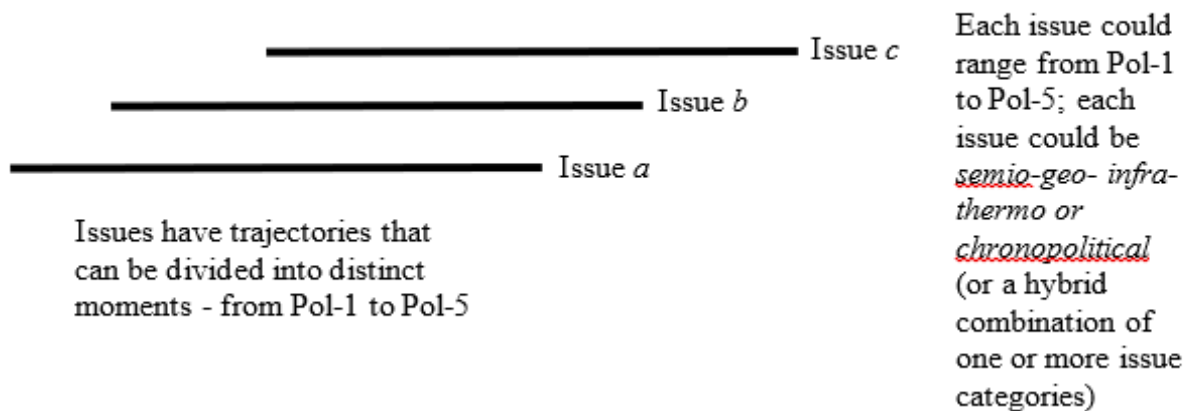 Issue c
Issue b
Issue a
Issues have trajectories that
can be divided into distinct
moments - from Pol-1 to Pol-5
Each issue could
range from Pol-1
to Pol-5; each
issue could be
semio-geo- infra-
thermo or
chronopolitical
(or a hybrid
combination of
one or more issue
categories)